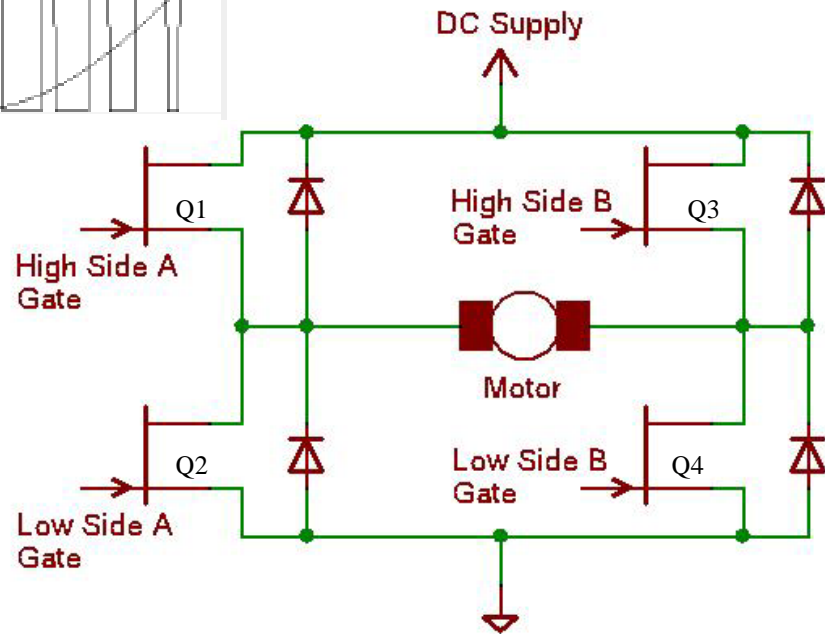 DC Supply
Q1
High Side A
Gate
High Side B
Gate
Q3
Motor
Q2
Low Side A
Gate
Low Side B
Gate
Q4